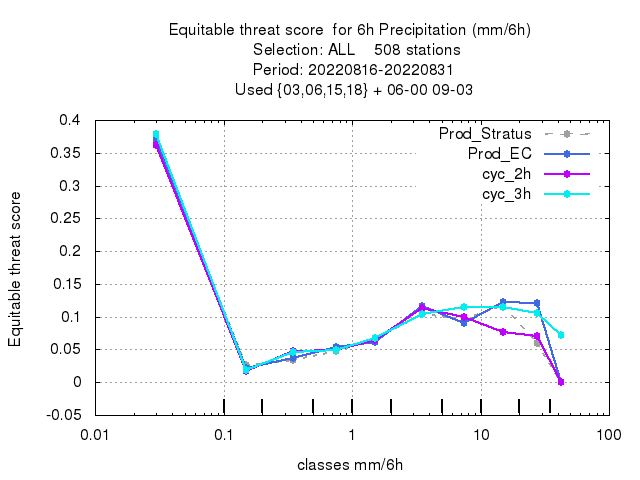 Equitable threat score  for 6h Precipitation (mm/6h)
Selection: ALL    508 stations
Period: 20220816-20220831
Used {03,06,15,18} + 06-00 09-03
Prod_Stratus
Prod_EC
cyc_2h
cyc_3h
0.4
0.35
0.3
0.25
0.2
0.15
0.1
0.05
0
-0.05
Equitable threat score
0.01
0.1
1
10
100
classes mm/6h